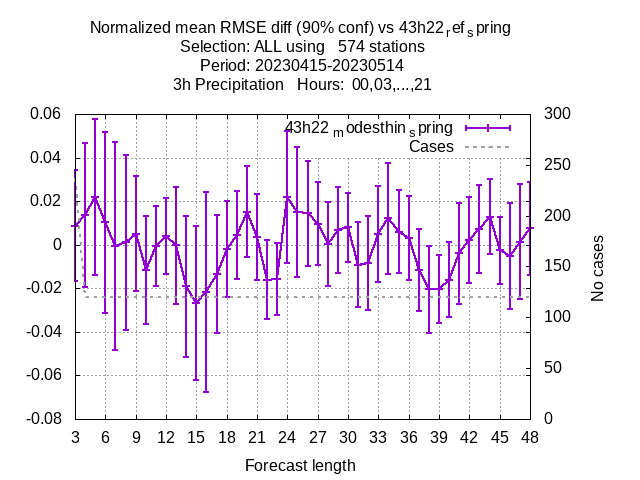 Normalized mean RMSE diff (90% conf) vs 43h22refspring
Selection: ALL using 574 stations
Period: 20230415-20230514
3h Precipitation Hours: 00,03,...,21
0.06 300
43h22modesthinspring
Cases
0.04 250
0.02 200
0 150
-0.02
-0.04 100
-0.06 50
-0.08 0
No cases
3 6 9 12 15 18 21 24 27 30 33 36 39 42 45 48
Forecast length